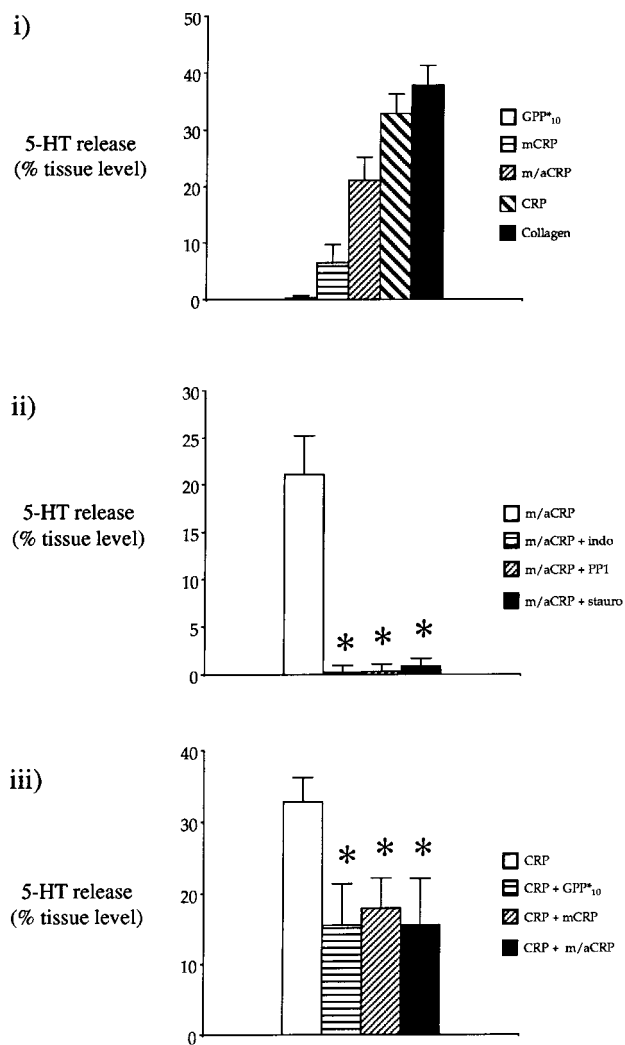 i)
5-HT release
(% tissue level)
50
40
30
20
10
0
GPP*10
mCRP
m/aCRP
CRP
Collagen
ii)
5-HT release
(% tissue level)
30
25
20
15
10
5
0
* * *
m/aCRP
m/aCRP + indo
m/aCRP + PP1
m/aCRP + stauro
iii)
5-HT release
(% tissue level)
40
30
20
10
0
* * *
CRP
CRP + GPP*10
CRP + mCRP
CRP + m/aCRP